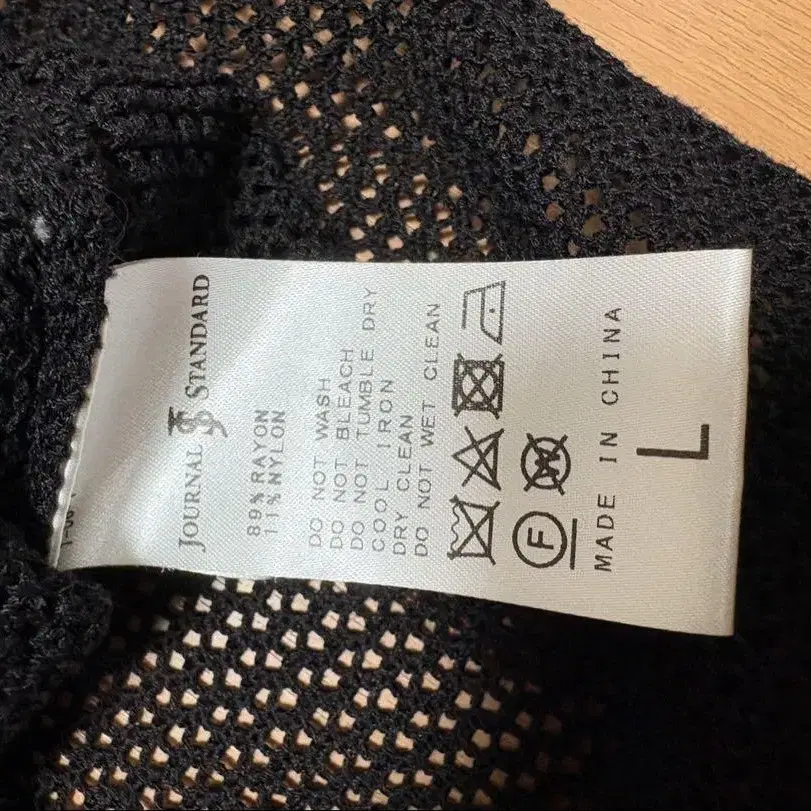 JOURNAL STANDARD
89%RAYON
11%NYLON
DO NOT WASH
DO NOT BLEACH
DO NOT TUMBLE DRY
COOL IRON
DRY CLEAN
DO NOT WET CLEAN
W
F
MADE IN CHINA
L